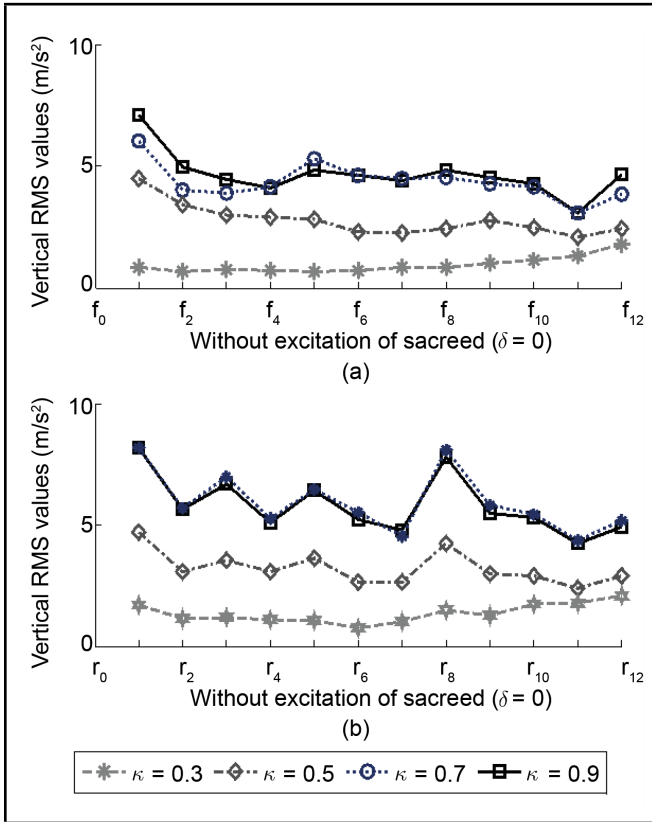 10
5
0
Vertical RMS values (m/s²)
f₀ f₂ f₄ f₆ f₈ f₁₀ f₁₂
Without excitation of sacreed (δ = 0)
(a)
10
5
0
Vertical RMS values (m/s²)
r₀ r₂ r₄ r₆ r₈ r₁₀ r₁₂
Without excitation of sacreed (δ = 0)
(b)
κ = 0.3 κ = 0.5 κ = 0.7 κ = 0.9